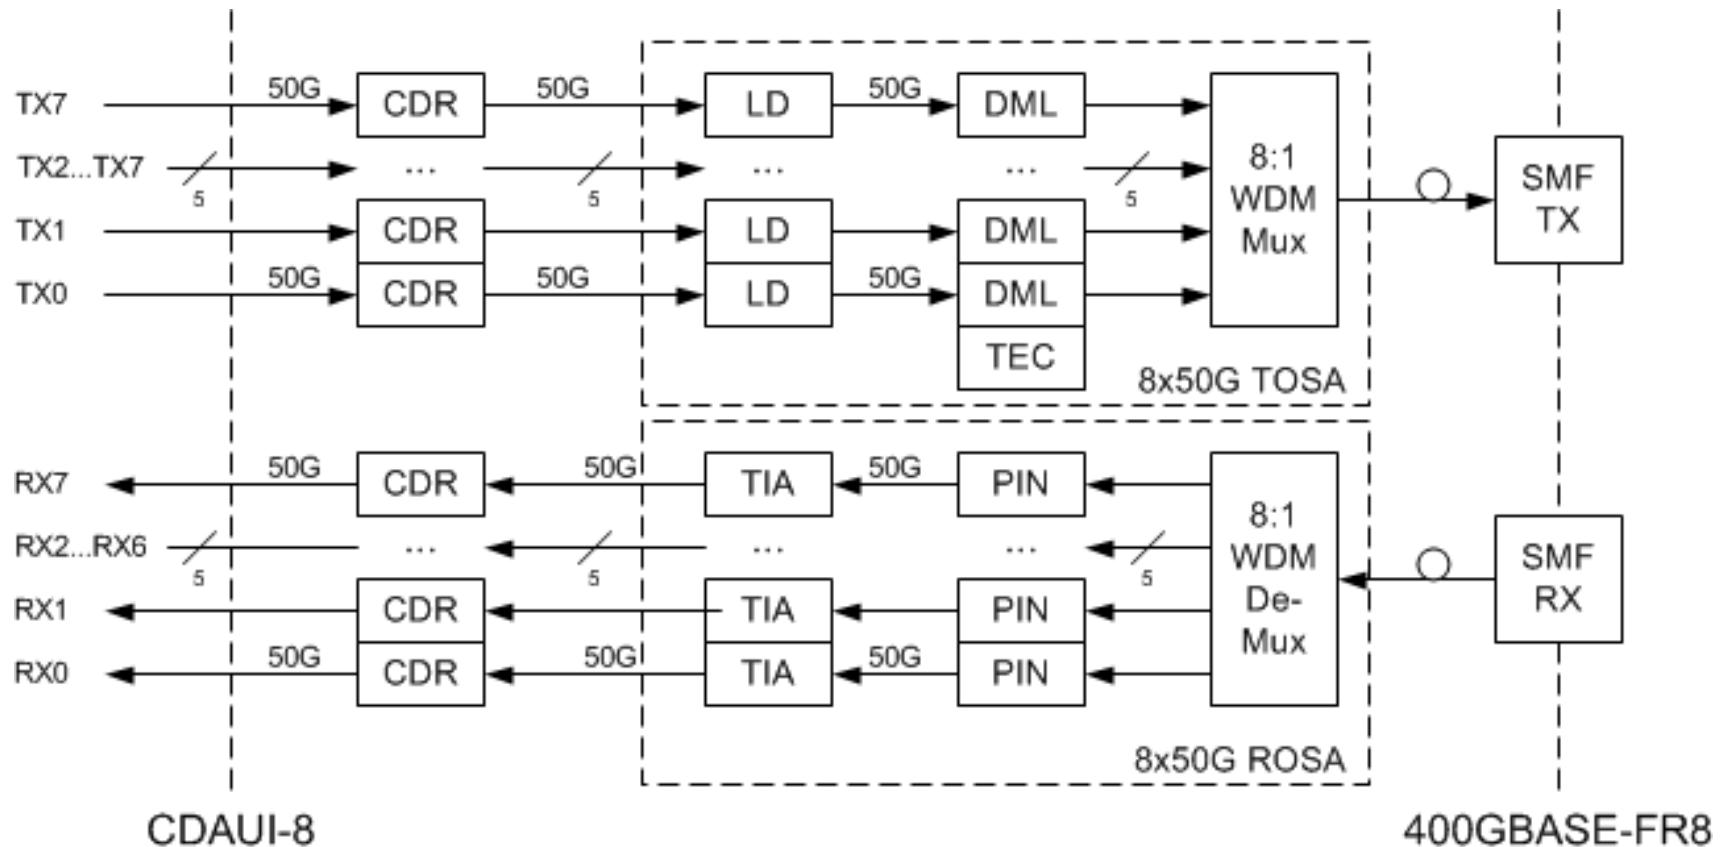 TX7 50G CDR 50G LD 50G DML
TX2...TX7 5 ... 5 ... ... 5
TX1 CDR LD DML
TX0 50G CDR 50G LD 50G DML
TEC
8:1
WDM
Mux
SMF
TX
8x50G TOSA
RX7 50G CDR 50G TIA 50G PIN
RX2...RX6 5 ... 5 ... ... 5
RX1 CDR TIA PIN
RX0 50G CDR 50G TIA 50G PIN
8:1
WDM
De-
Mux
SMF
RX
8x50G ROSA
CDAUI-8
400GBASE-FR8